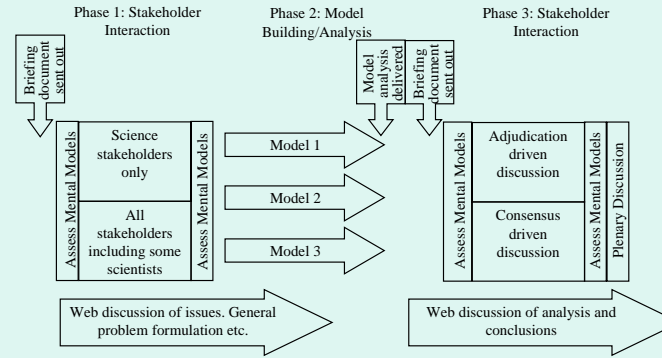 Phase 1: Stakeholder
Interaction
Phase 2: Model
Building/Analysis
Phase 3: Stakeholder
Interaction
Briefing
document
sent out
Model
analysis
delivered
Briefing
document
sent out
Assess Mental Models
Science
stakeholders
only
All
stakeholders
including some
scientists
Assess Mental Models
Model 1
Model 2
Model 3
Assess Mental Models
Adjudication
driven
discussion
Consensus
driven
discussion
Assess Mental Models
Plenary Discussion
Web discussion of issues. General
problem formulation etc.
Web discussion of analysis and
conclusions